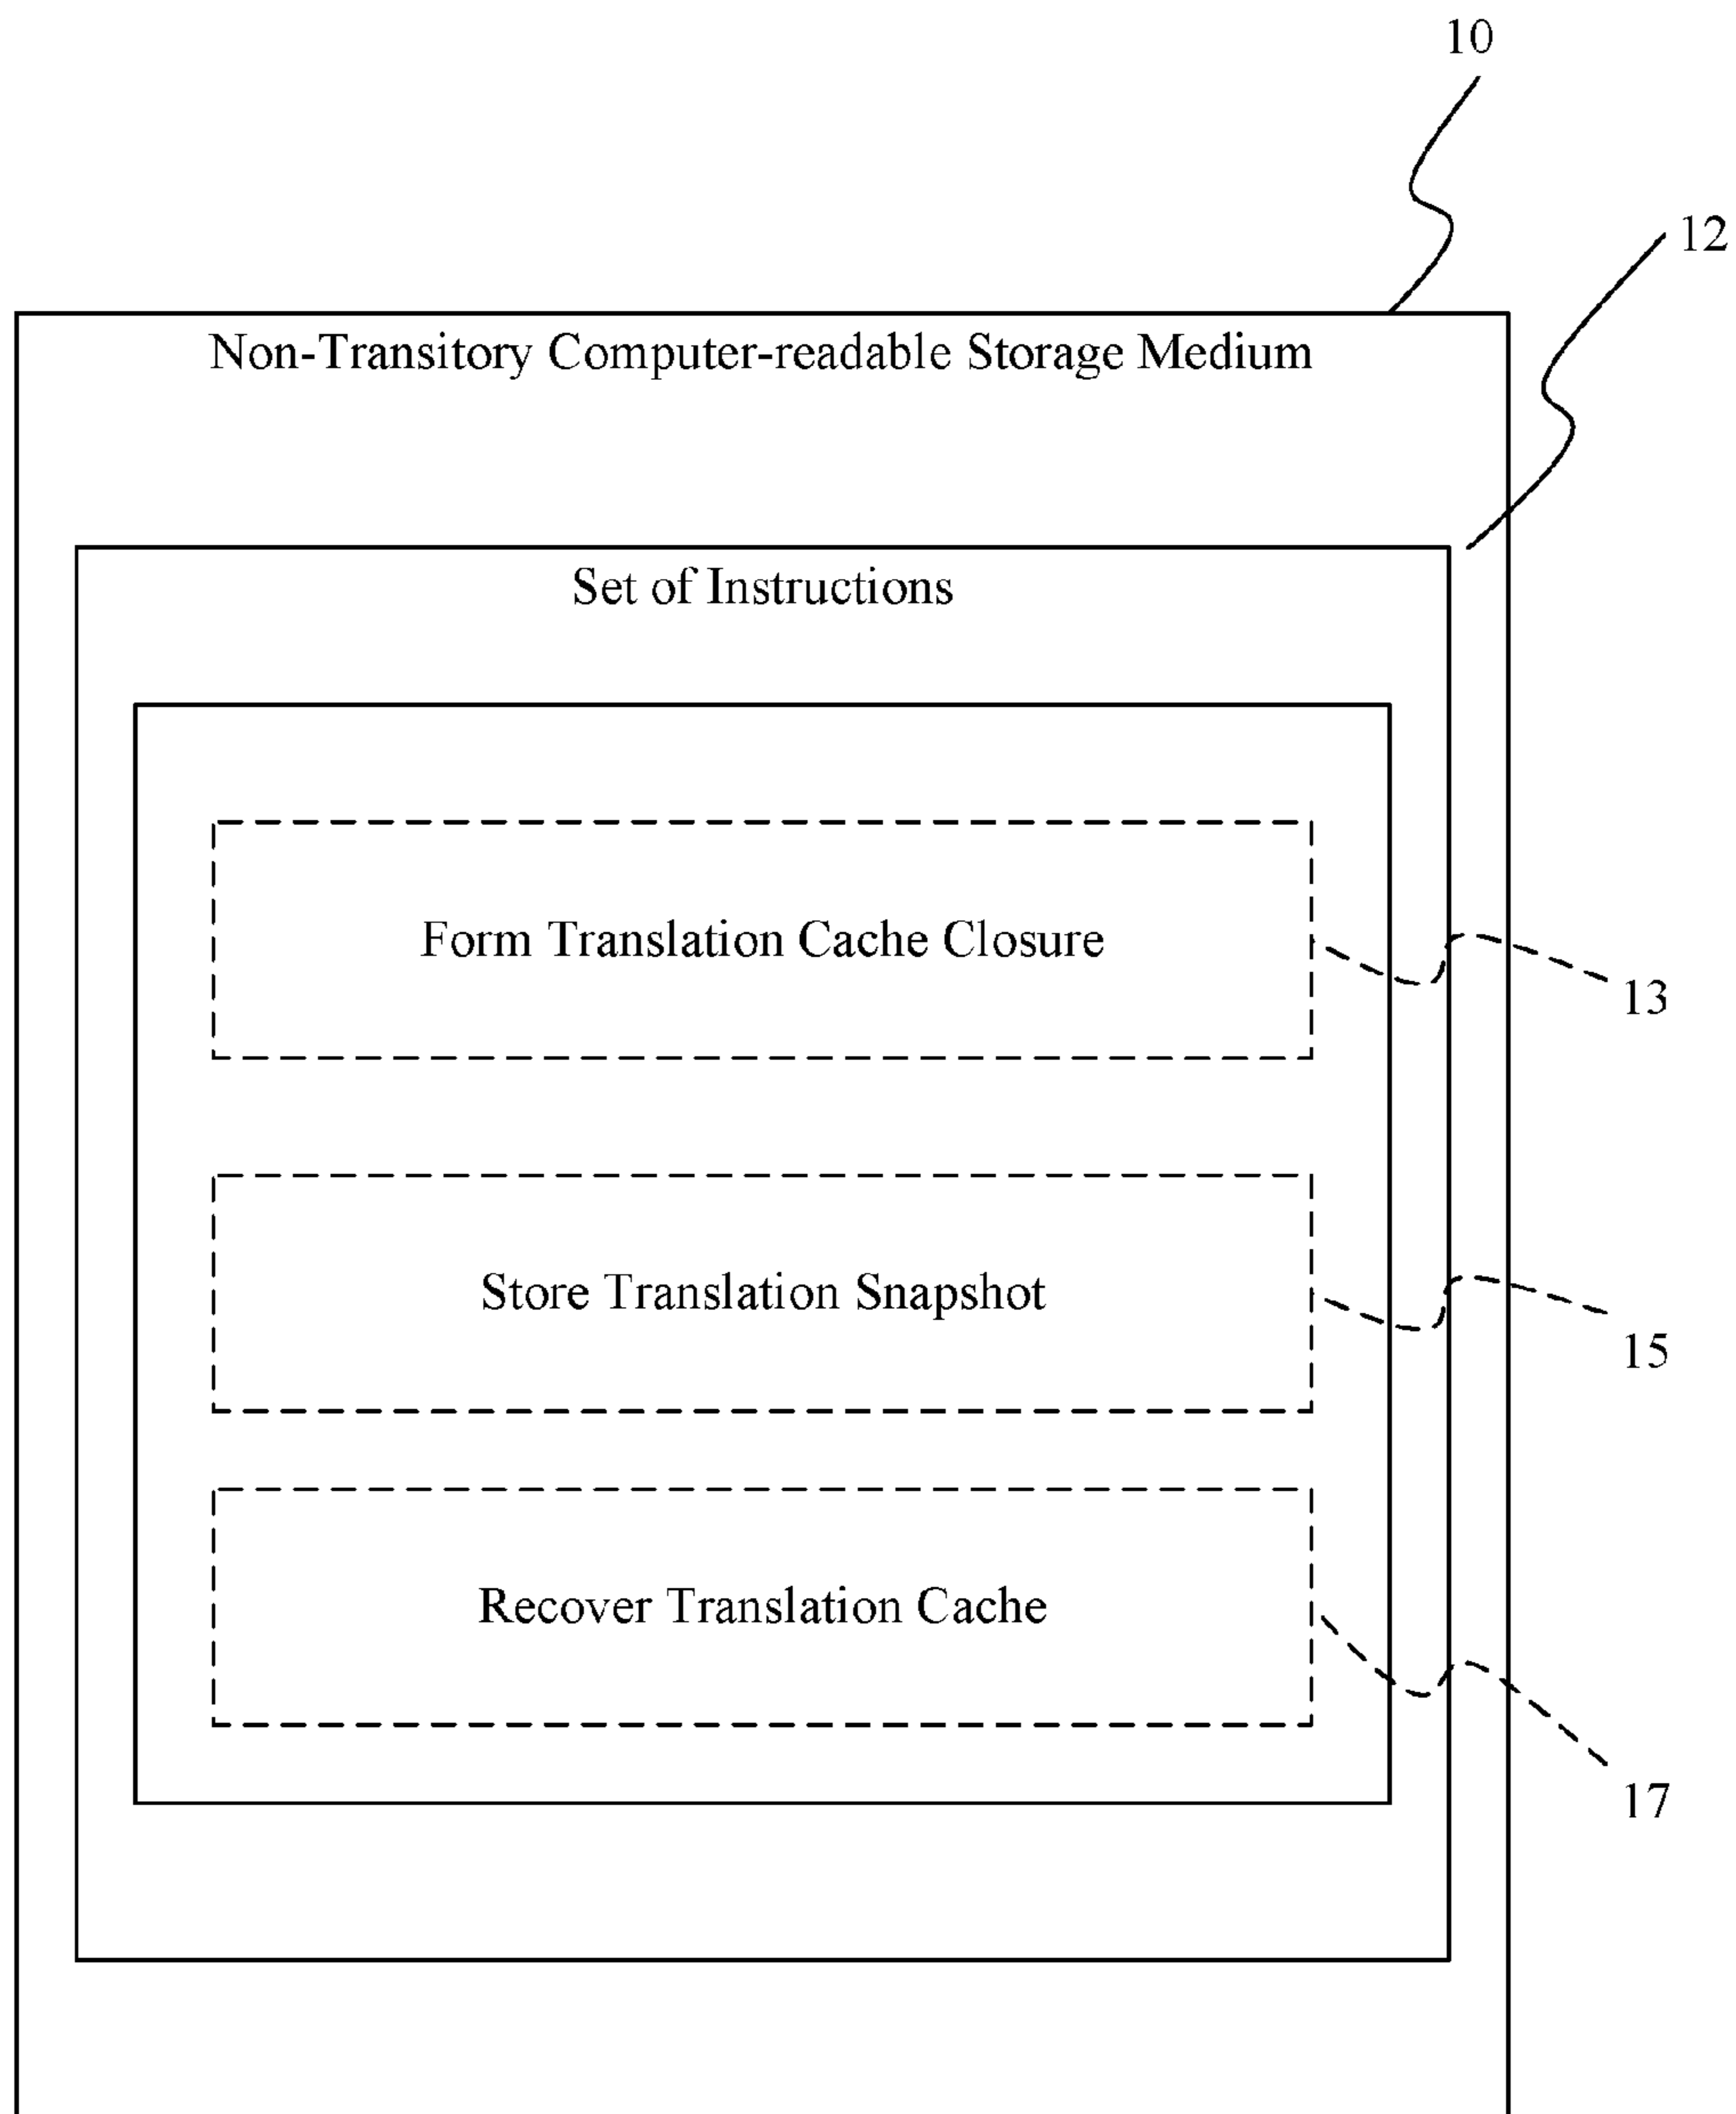 10
12
Non-Transitory Computer-readable Storage Medium
Set of Instructions
Form Translation Cache Closure
13
Store Translation Snapshot
15
Recover Translation Cache
17